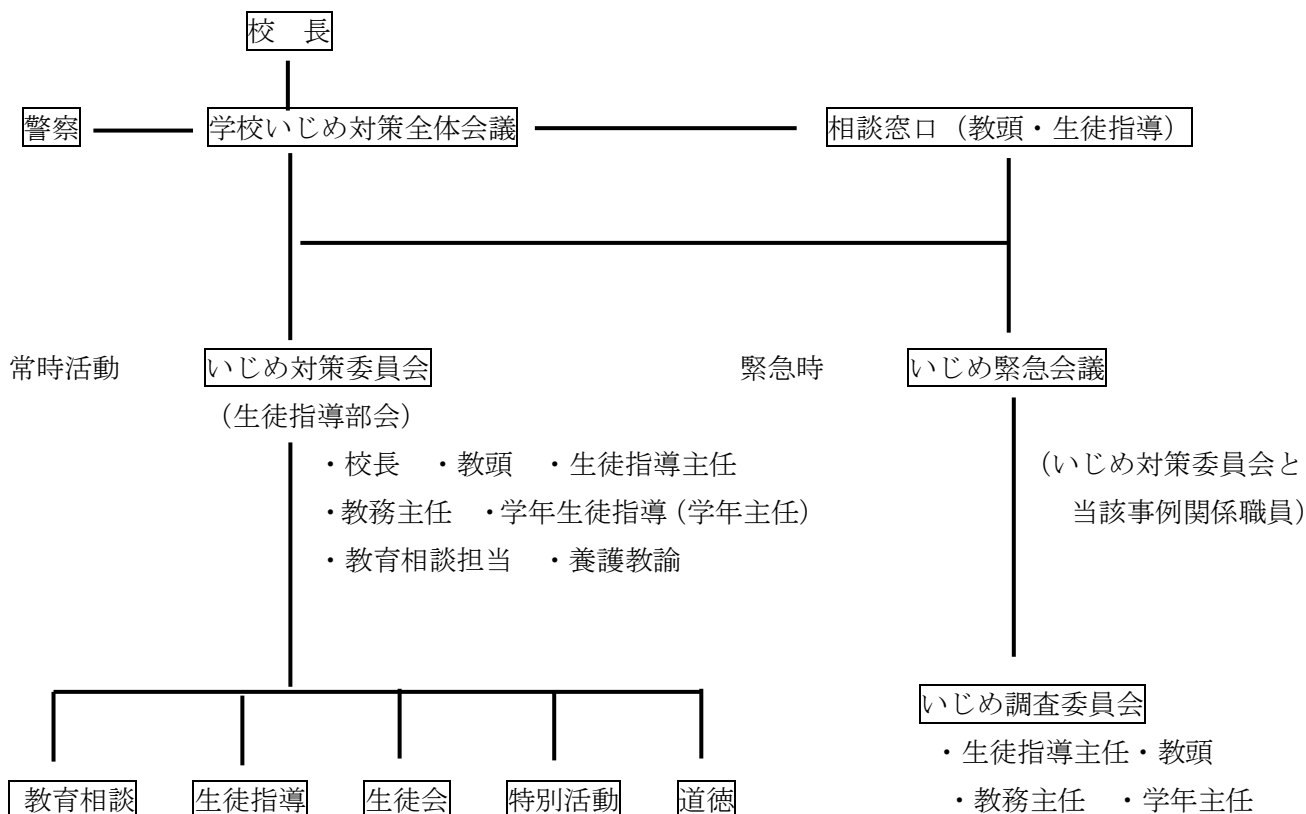 校　長
警察　学校いじめ対策全体会議　相談窓口（教頭・生徒指導）
常時活動　いじめ対策委員会　緊急時　いじめ緊急会議
（生徒指導部会）
・校長　・教頭　・生徒指導主任　（いじめ対策委員会と
・教務主任　・学年生徒指導（学年主任）　当該事例関係職員）
・教育相談担当　・養護教諭
いじめ調査委員会
・生徒指導主任・教頭
教育相談　生徒指導　生徒会　特別活動　道徳　・教務主任　・学年主任